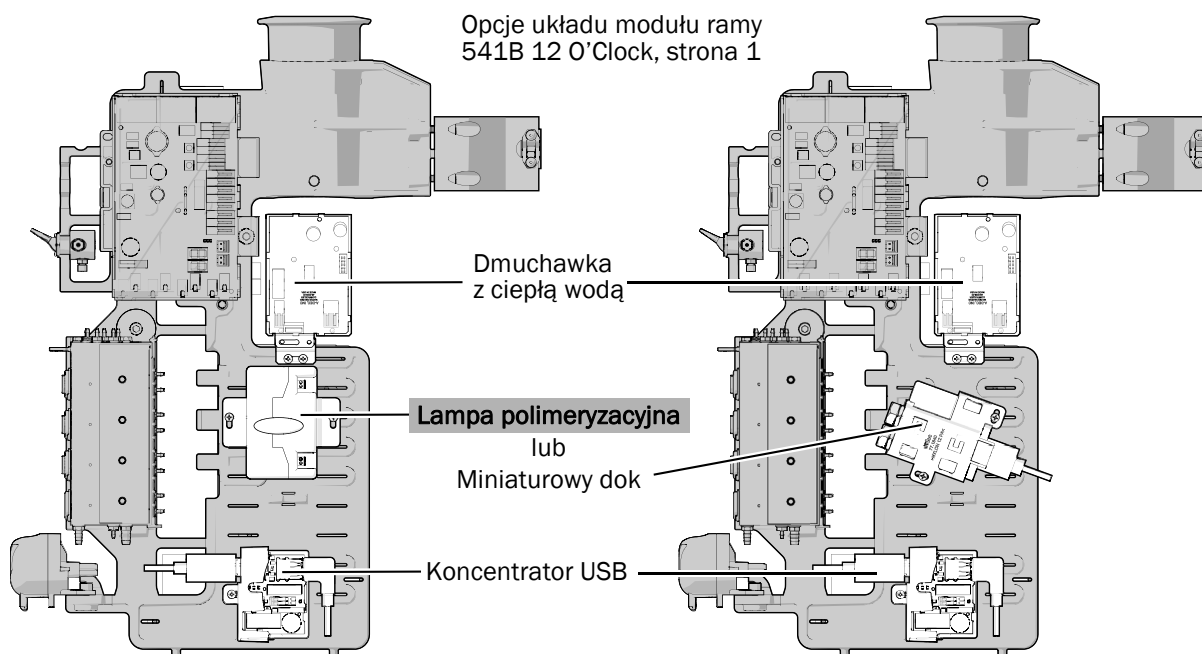 Opcje układu modułu ramy
541B 12 O'Clock, strona 1
Dmuchawka
z ciepłą wodą
Lampa polimeryzacyjna
lub
Miniaturowy dok
Koncentrator USB